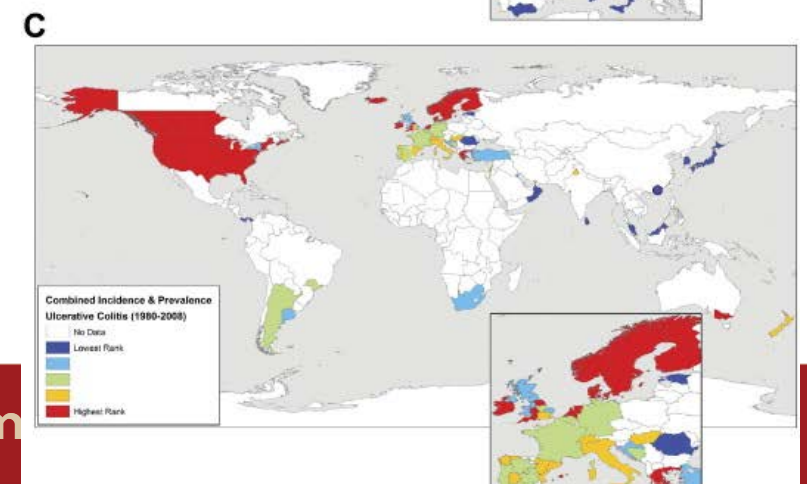 C
Combined Incidence & Prevalence
Ulcerative Colitis (1980-2008)
No Data
Lowest Rank
Highest Rank
m